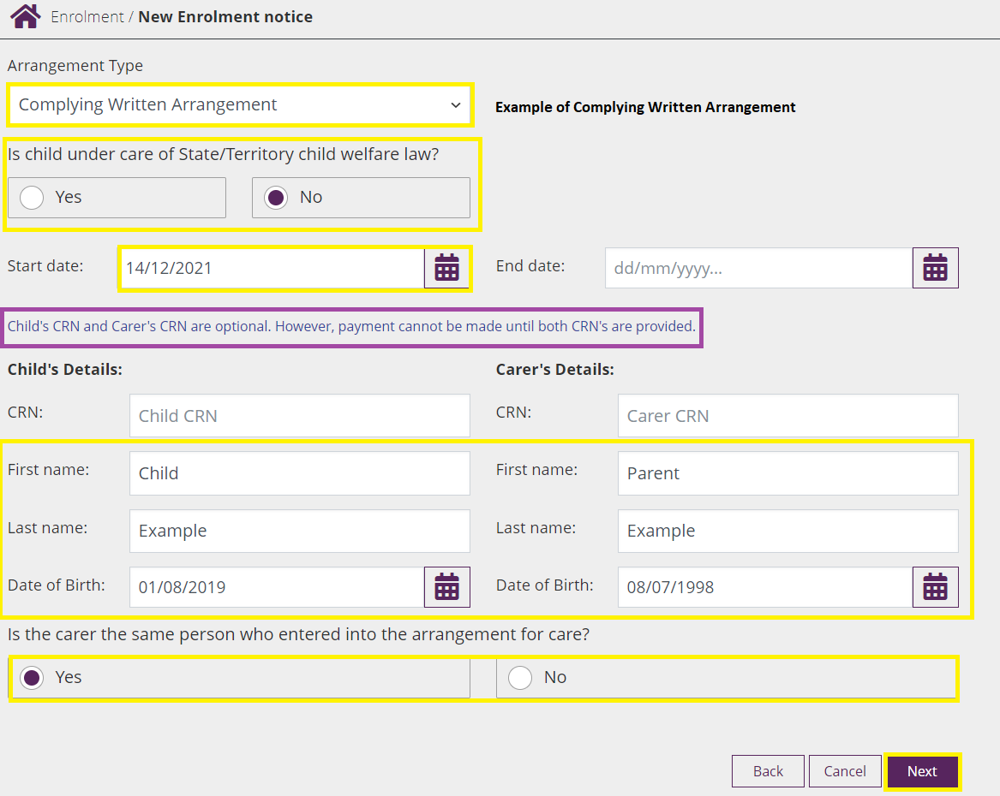 Enrolment / New Enrolment notice
Arrangement Type
Complying Written Arrangement
Example of Complying Written Arrangement
Is child under care of State/Territory child welfare law?
Yes No
Start date: 14/12/2021 End date: dd/mm/yyyy...
Child's CRN and Carer's CRN are optional. However, payment cannot be made until both CRN's are provided.
Child's Details: Carer's Details:
CRN: Child CRN CRN: Carer CRN
First name: Child First name: Parent
Last name: Example Last name: Example
Date of Birth: 01/08/2019 Date of Birth: 08/07/1998
Is the carer the same person who entered into the arrangement for care?
Yes No
Back Cancel Next